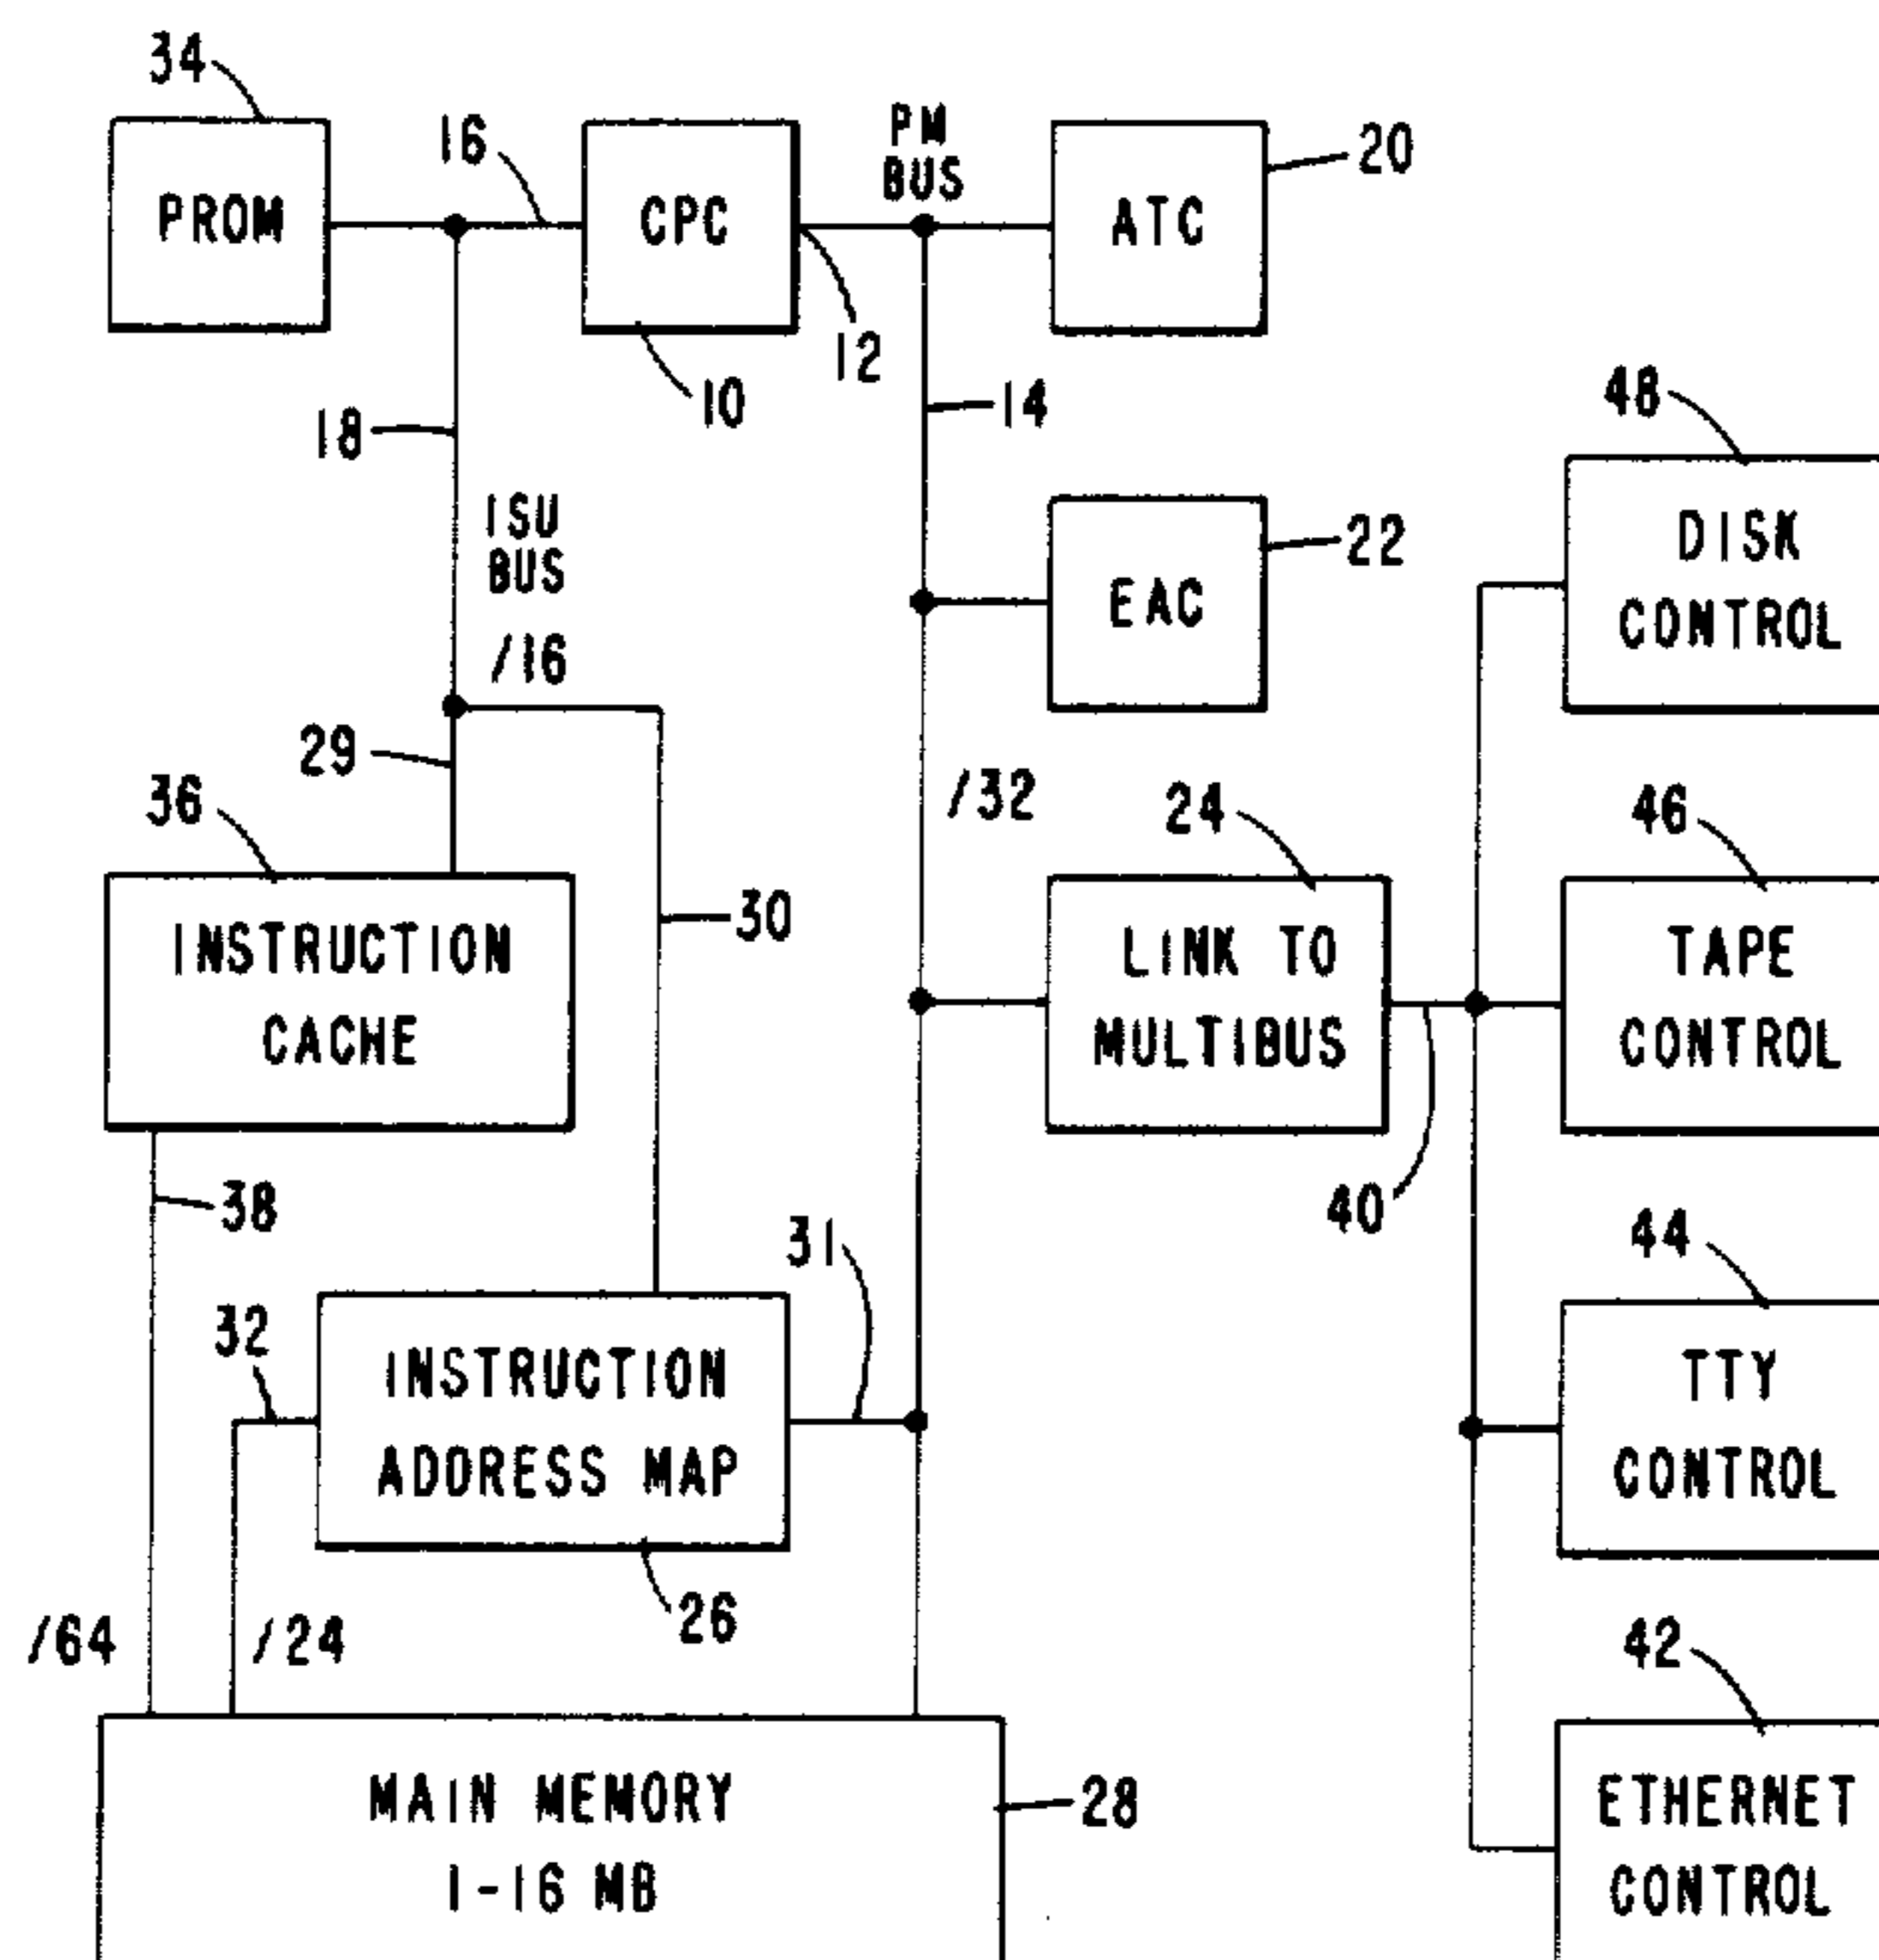 34
16
PM
BUS
20
PROM
CPC
ATC
12
10
14
18
48
ISU
BUS
/16
22
DISK
CONTROL
EAC
29
36
/32
24
46
30
INSTRUCTION
CACHE
LINK TO
MULTIBUS
TAPE
CONTROL
38
40
31
44
32
INSTRUCTION
ADDRESS MAP
TTY
CONTROL
26
/64
/24
42
MAIN MEMORY
1-16 MB
28
ETHERNET
CONTROL